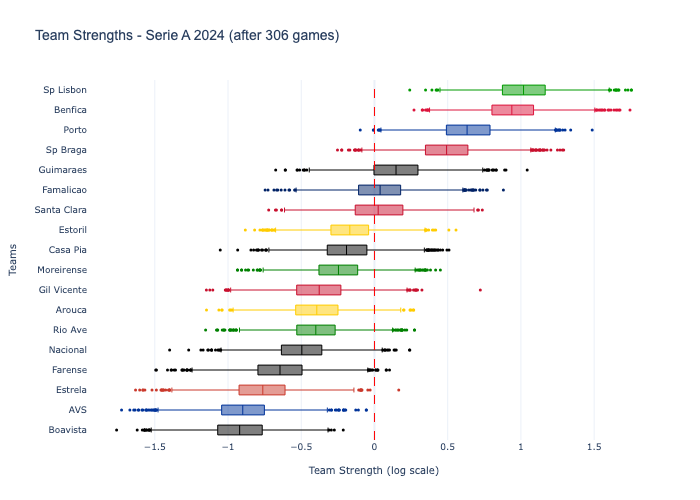 Team Strengths - Serie A 2024 (after 306 games)
Sp Lisbon
Benfica
Porto
Sp Braga
Guimaraes
Famalicao
Santa Clara
Estoril
Casa Pia
Moreirense
Gil Vicente
Arouca
Rio Ave
Nacional
Farense
Estrela
AVS
Boavista
Teams
−1.5 −1 −0.5 0 0.5 1 1.5
Team Strength (log scale)